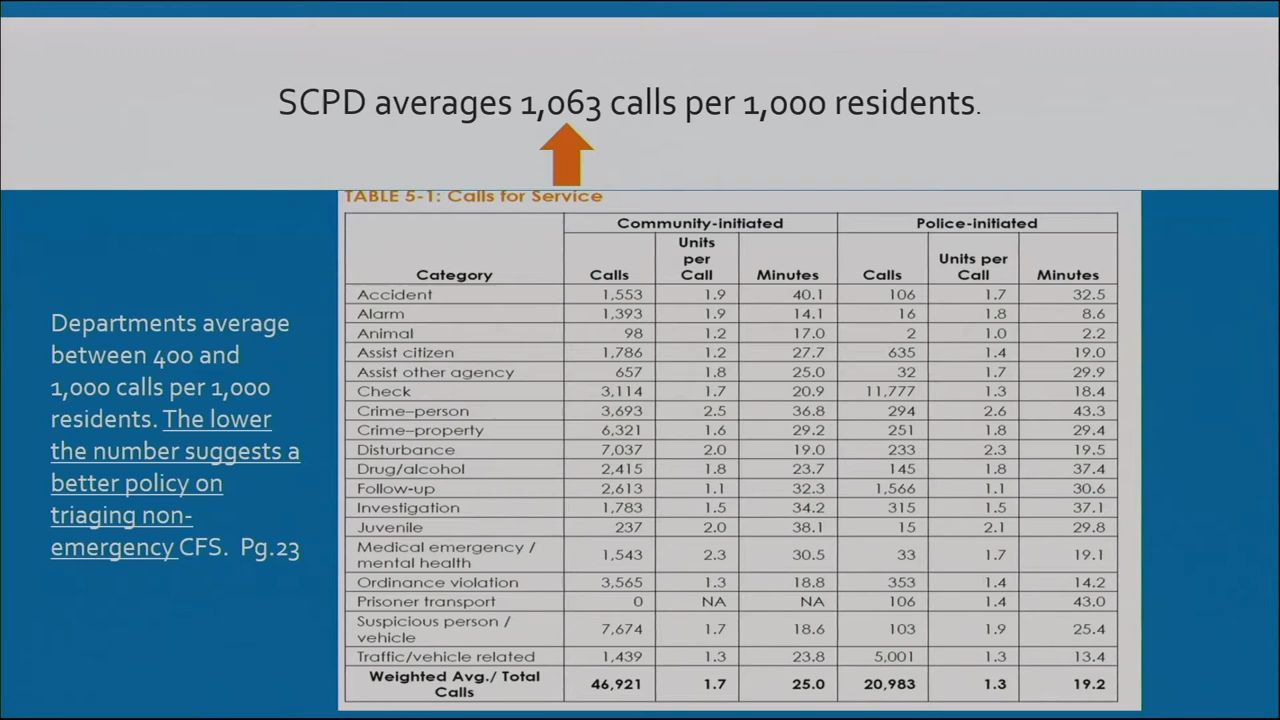 SCPD averages 1,063 calls per 1,000 residents.
Departments average
between 400 and
1,000 calls per 1,000
residents. The lower
the number suggests a
better policy on
triaging non-
emergency CFS. Pg.23
TABLE 5-1: Calls for Service
Community-initiated Police-initiated
Category Calls Units per Call Minutes Calls Units per Call Minutes
Accident 1,553 1.9 40.1 106 1.7 32.5
Alarm 1,393 1.9 14.1 16 1.8 8.6
Animal 98 1.2 17.0 2 1.0 2.2
Assist citizen 1,786 1.2 27.7 635 1.4 19.0
Assist other agency 657 1.8 25.0 32 1.7 29.9
Check 3,114 1.7 20.9 11,777 1.3 18.4
Crime–person 3,693 2.5 36.8 294 2.6 43.3
Crime–property 6,321 1.6 29.2 251 1.8 29.4
Disturbance 7,037 2.0 19.0 233 2.3 19.5
Drug/alcohol 2,415 1.8 23.7 145 1.8 37.4
Follow-up 2,613 1.1 32.3 1,566 1.1 30.6
Investigation 1,783 1.5 34.2 315 1.5 37.1
Juvenile 237 2.0 38.1 15 2.1 29.8
Medical emergency /
mental health 1,543 2.3 30.5 33 1.7 19.1
Ordinance violation 3,565 1.3 18.8 353 1.4 14.2
Prisoner transport 0 NA NA 106 1.4 43.0
Suspicious person /
vehicle 7,674 1.7 18.6 103 1.9 25.4
Traffic/vehicle related 1,439 1.3 23.8 5,001 1.3 13.4
Weighted Avg./ Total
Calls 46,921 1.7 25.0 20,983 1.3 19.2